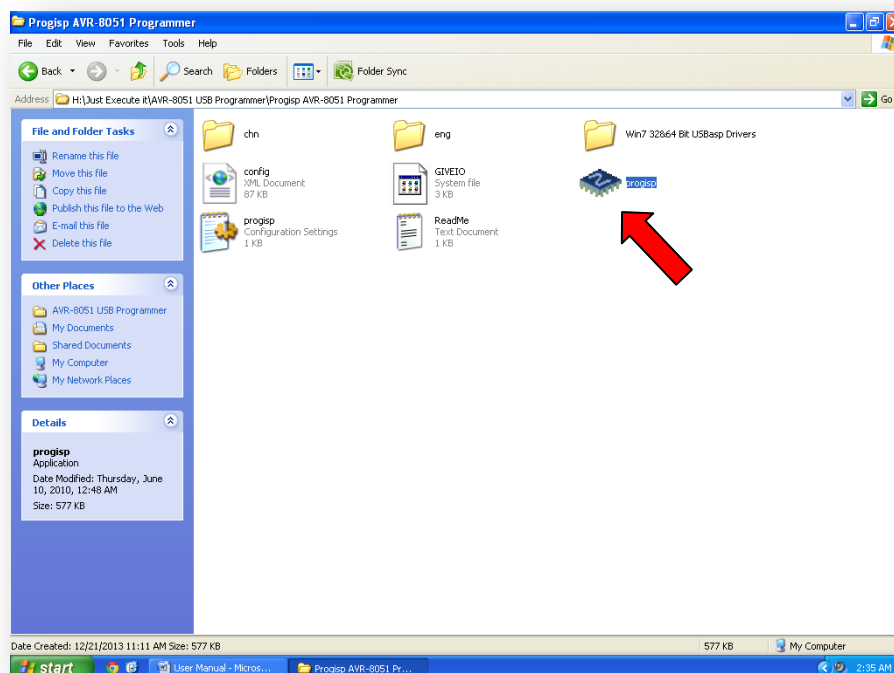 Progisp AVR-8051 Programmer
File Edit View Favorites Tools Help
Back Search Folders Folder Sync
Address H:\Just Execute it\AVR-8051 USB Programmer\Progisp AVR-8051 Programmer Go
File and Folder Tasks
Rename this file
Move this file
Copy this file
Publish this file to the Web
E-mail this file
Delete this file
Other Places
AVR-8051 USB Programmer
My Documents
Shared Documents
My Computer
My Network Places
Details
progisp
Application
Date Modified: Thursday, June
10, 2010, 12:48 AM
Size: 577 KB
chn
eng
Win7 32&64 Bit USBasp Drivers
config
XML Document
87 KB
GIVEIO
System file
3 KB
progisp
progisp
Configuration Settings
1 KB
ReadMe
Text Document
1 KB
Date Created: 12/21/2013 11:11 AM Size: 577 KB 577 KB My Computer
start User Manual - Micros... Progisp AVR-8051 Pr... 2:35 AM